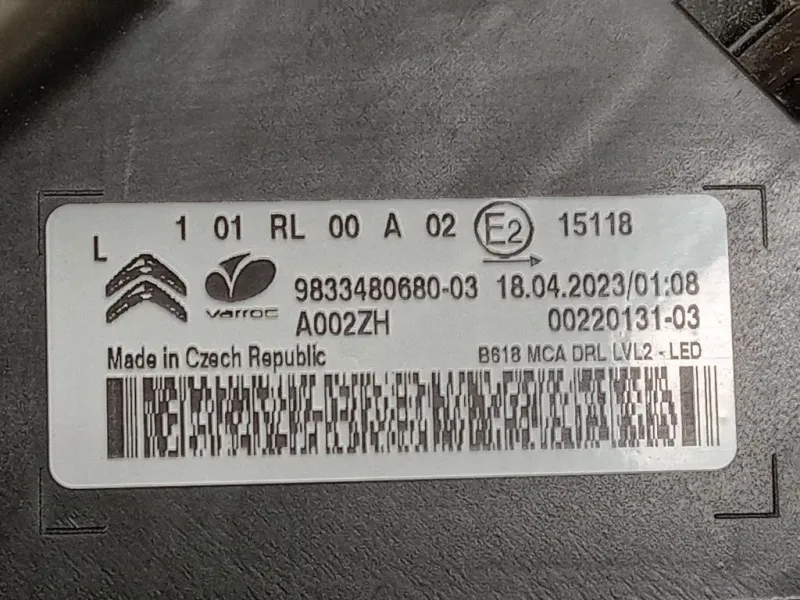 1 01 RL 00 A 02 E2 15118
L
varroc
9833480680-03 18.04.2023/01:08
A002ZH 00220131-03
Made in Czech Republic B618 MCA DRL LVL2 - LED